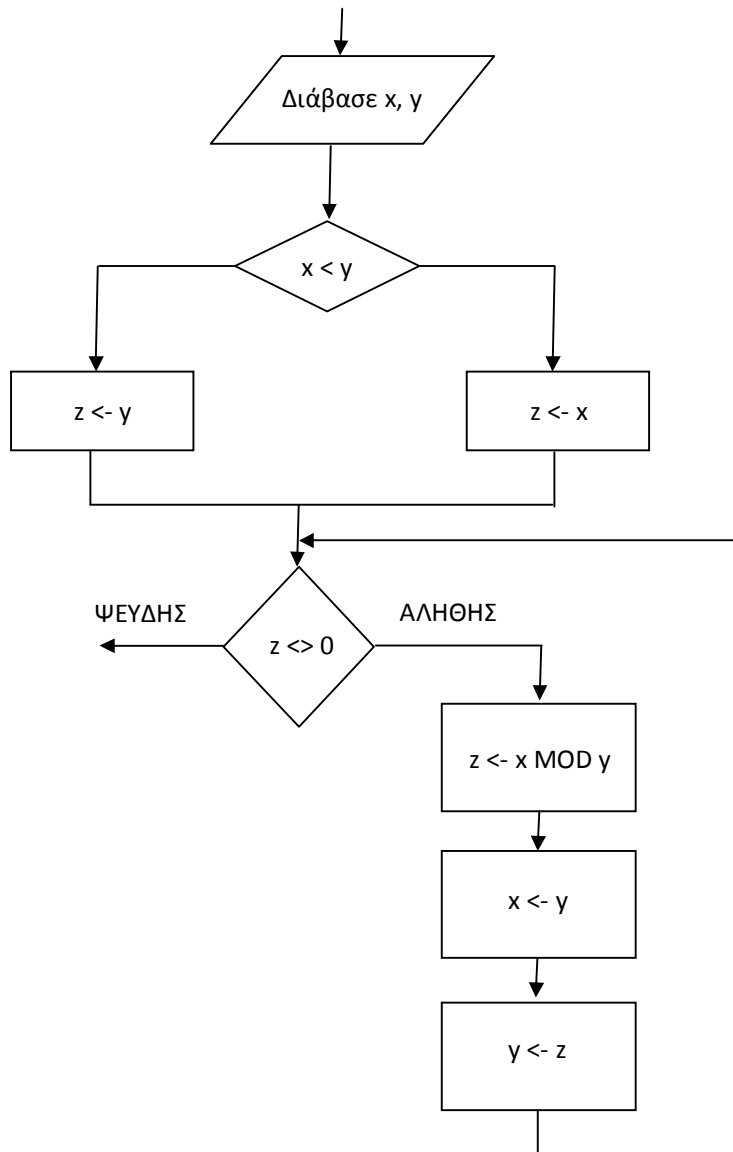 Διάβασε x, y
x < y
z <- y
z <- x
ΨΕΥΔΗΣ
z <> 0
ΑΛΗΘΗΣ
z <- x MOD y
x <- y
y <- z